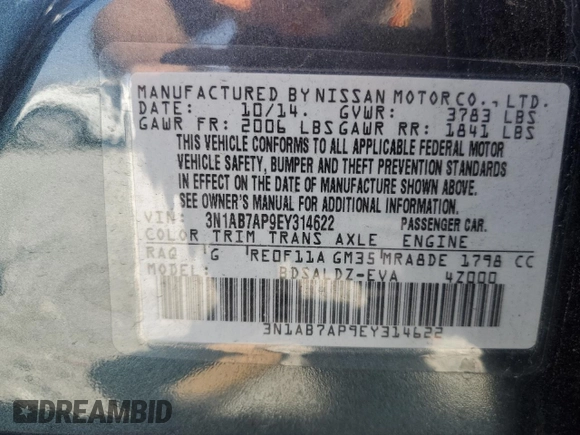 MANUFACTURED BY NISSAN MOTOR CO., LTD.
DATE: 10/14. GVWR: 3783 LBS
GAWR FR: 2006 LBS GAWR RR: 1841 LBS
THIS VEHICLE CONFORMS TO ALL APPLICABLE FEDERAL MOTOR
VEHICLE SAFETY, BUMPER AND THEFT PREVENTION STANDARDS
IN EFFECT ON THE DATE OF MANUFACTURE SHOWN ABOVE.
SEE OWNER'S MANUAL FOR ADDITIONAL INFORMATION.
VIN: 3N1AB7AP9EY314622 PASSENGER CAR.
COLOR TRIM TRANS AXLE ENGINE
RAQ G RE0F11A GM35 MRA8DE 1798 CC
BDSALDZ-EVA 4Z000
3N1AB7AP9EY314622
DREAMBID